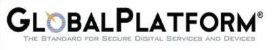 GLOBALPLATFORM®
THE STANDARD FOR SECURE DIGITAL SERVICES AND DEVICES